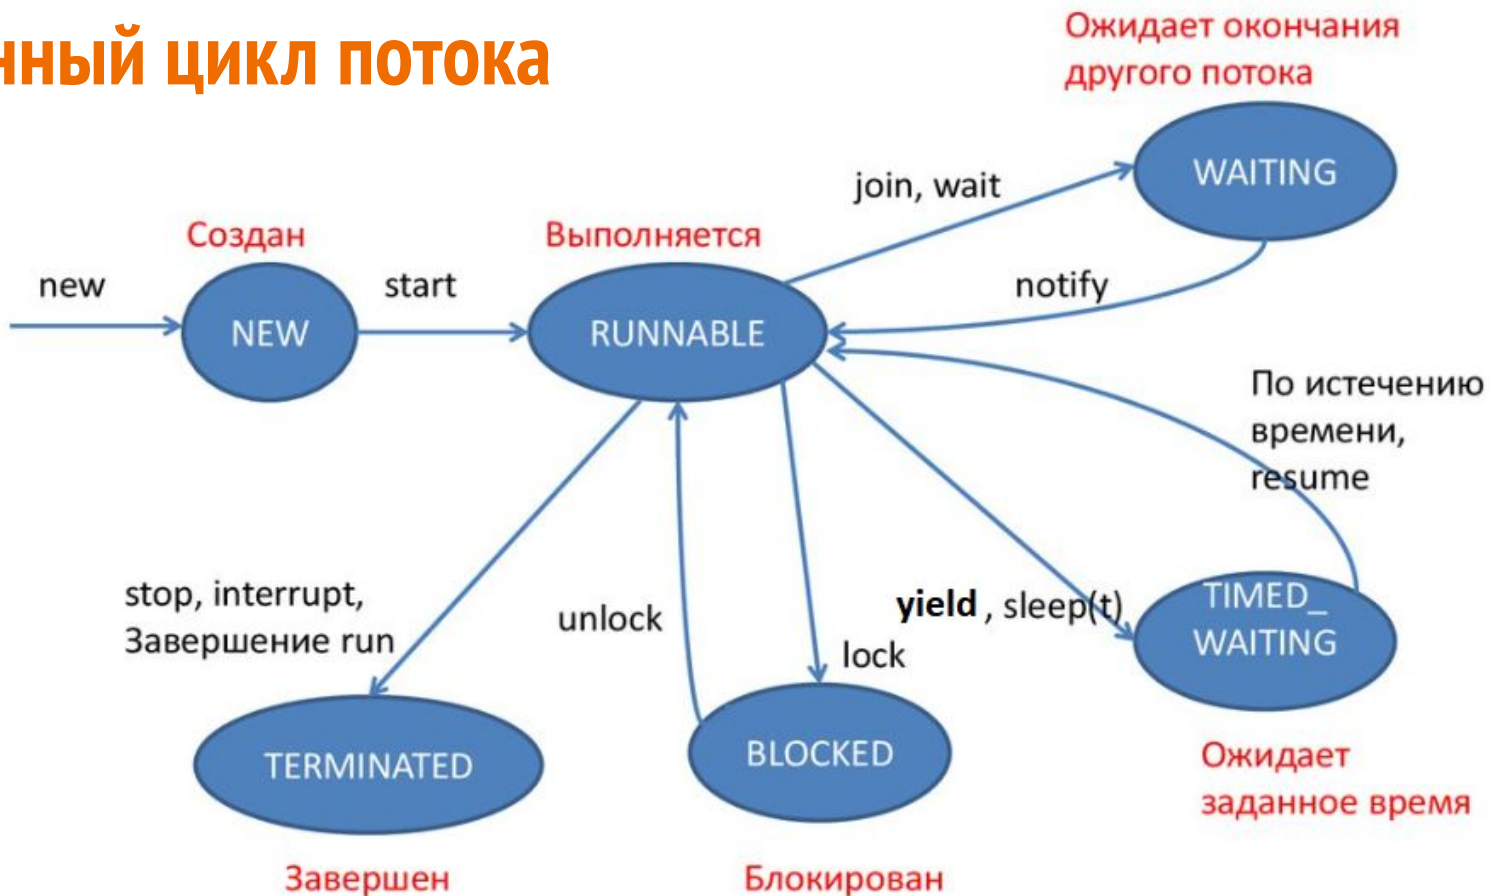 нный цикл потока
Ожидает окончания
другого потока
WAITING
join, wait
Создан
Выполняется
new
start
notify
NEW
RUNNABLE
По истечению
времени,
resume
stop, interrupt,
Завершение run
unlock
yield , sleep(t)
lock
TIMED_
WAITING
TERMINATED
BLOCKED
Ожидает
заданное время
Завершен
Блокирован